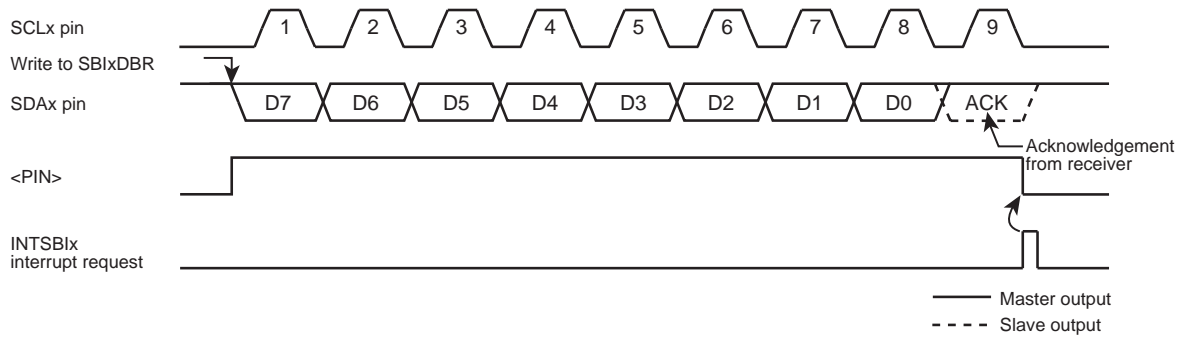 SCLx pin
1 2 3 4 5 6 7 8 9
Write to SBIxDBR
SDAx pin
D7 D6 D5 D4 D3 D2 D1 D0 ACK
Acknowledgement
from receiver
<PIN>
INTSBIx
interrupt request
Master output
Slave output